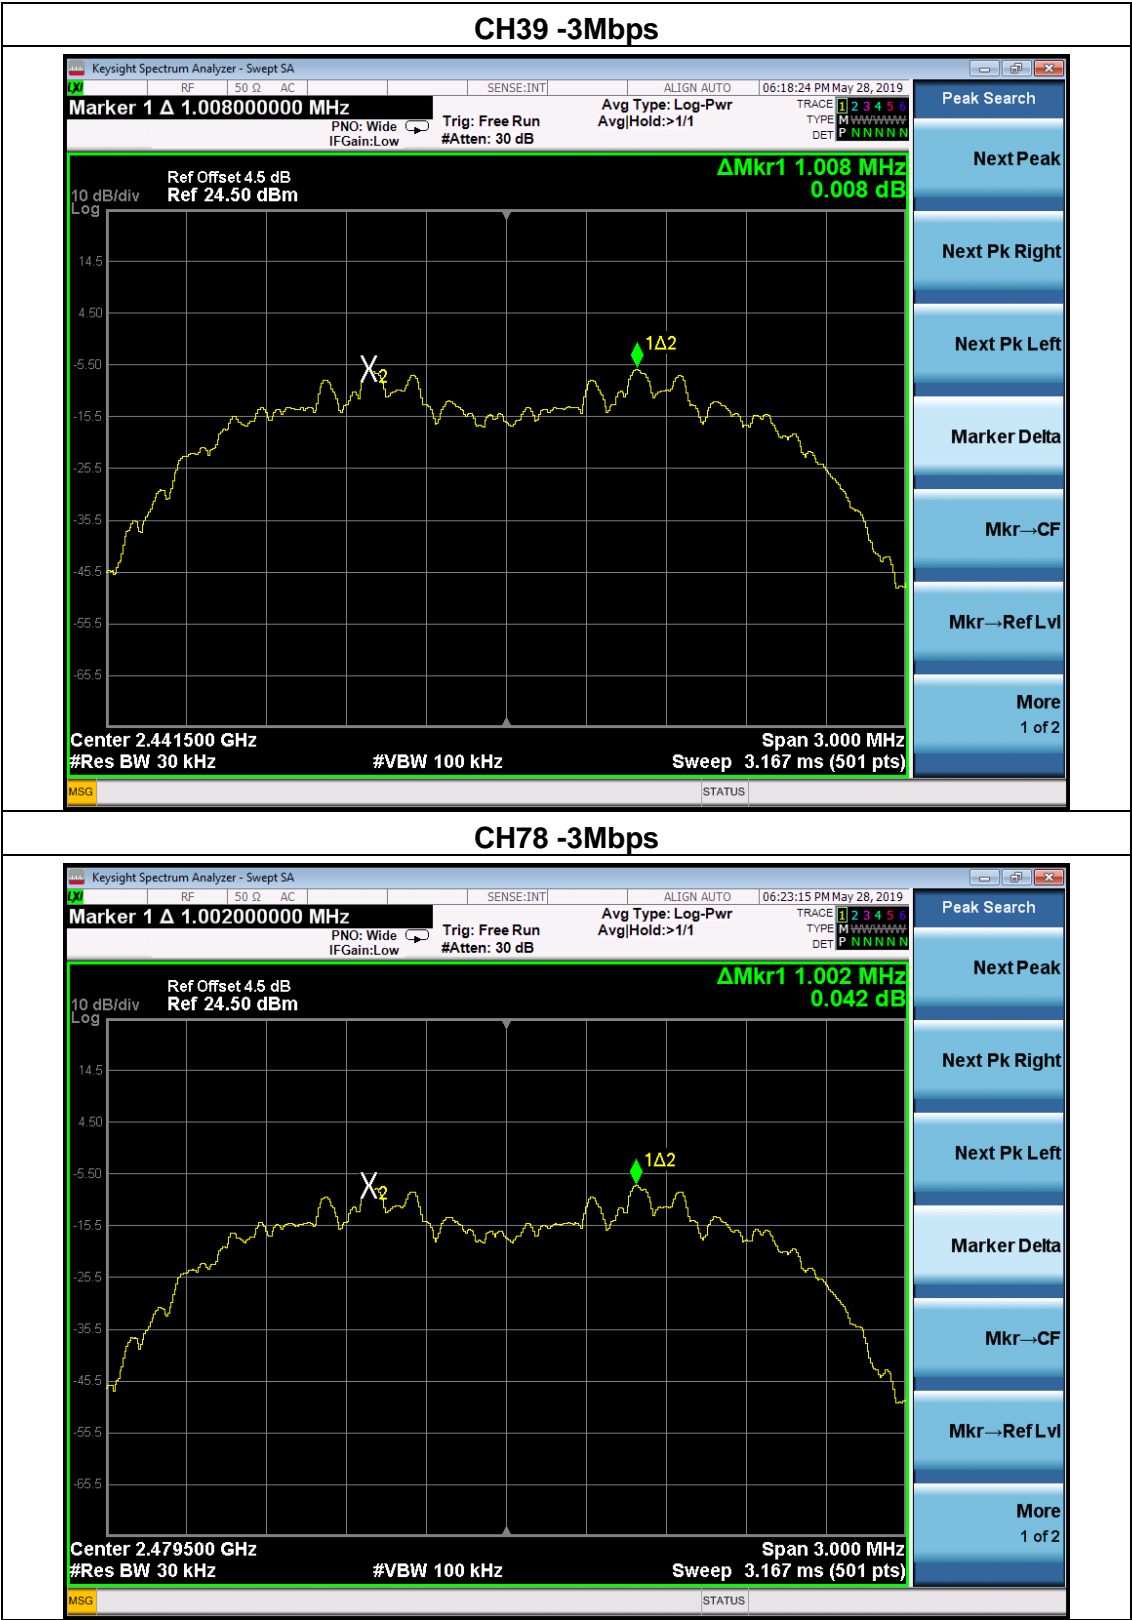 CH39 -3Mbps
Keysight Spectrum Analyzer - Swept SA
LXI RF 50 Ω AC SENSE:INT ALIGN AUTO 06:18:24 PM May 28, 2019
Marker 1 Δ 1.008000000 MHz
PNO: Wide
IFGain:Low
Trig: Free Run
#Atten: 30 dB
Avg Type: Log-Pwr
Avg|Hold:>1/1
TRACE 1 2 3 4 5 6
TYPE M WWWWW
DET P N N N N N
Peak Search
ΔMkr1 1.008 MHz
0.008 dB
Ref Offset 4.5 dB
10 dB/div Ref 24.50 dBm
Log
14.5
4.50
-5.50
-15.5
-25.5
-35.5
-45.5
-55.5
-65.5
X2
1Δ2
Center 2.441500 GHz Span 3.000 MHz
#Res BW 30 kHz #VBW 100 kHz Sweep 3.167 ms (501 pts)
Next Peak
Next Pk Right
Next Pk Left
Marker Delta
Mkr→CF
Mkr→Ref Lvl
More
1 of 2
MSG STATUS
CH78 -3Mbps
Keysight Spectrum Analyzer - Swept SA
LXI RF 50 Ω AC SENSE:INT ALIGN AUTO 06:23:15 PM May 28, 2019
Marker 1 Δ 1.002000000 MHz
PNO: Wide
IFGain:Low
Trig: Free Run
#Atten: 30 dB
Avg Type: Log-Pwr
Avg|Hold:>1/1
TRACE 1 2 3 4 5 6
TYPE M WWWWW
DET P N N N N N
Peak Search
ΔMkr1 1.002 MHz
0.042 dB
Ref Offset 4.5 dB
10 dB/div Ref 24.50 dBm
Log
14.5
4.50
-5.50
-15.5
-25.5
-35.5
-45.5
-55.5
-65.5
X2
1Δ2
Center 2.479500 GHz Span 3.000 MHz
#Res BW 30 kHz #VBW 100 kHz Sweep 3.167 ms (501 pts)
Next Peak
Next Pk Right
Next Pk Left
Marker Delta
Mkr→CF
Mkr→Ref Lvl
More
1 of 2
MSG STATUS